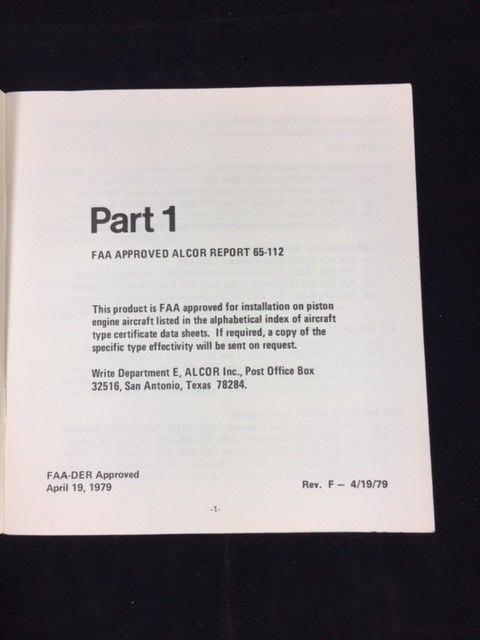 Part 1
FAA APPROVED ALCOR REPORT 65-112
This product is FAA approved for installation on piston
engine aircraft listed in the alphabetical index of aircraft
type certificate data sheets. If required, a copy of the
specific type effectivity will be sent on request.
Write Department E, ALCOR Inc., Post Office Box
32516, San Antonio, Texas 78284.
FAA-DER Approved
April 19, 1979
Rev. F – 4/19/79
-1-